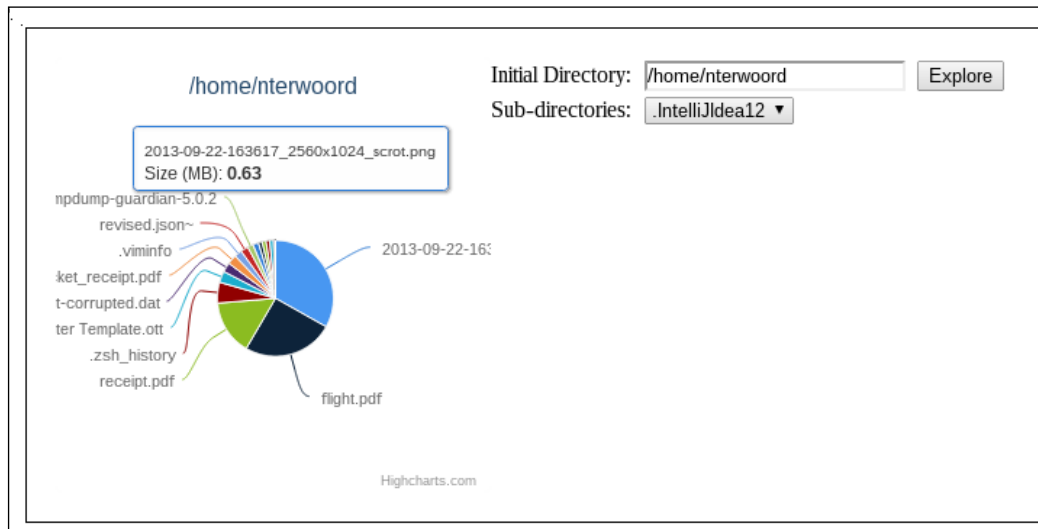 /home/nterwoord
Initial Directory: /home/nterwoord Explore
Sub-directories: .IntelliJIdea12 ▼
2013-09-22-163617_2560x1024_scrot.png
Size (MB): 0.63
mpdump-guardian-5.0.2
revised.json~
.viminfo
2013-09-22-163
ket_receipt.pdf
t-corrupted.dat
ter Template.ott
.zsh_history
receipt.pdf
flight.pdf
Highcharts.com